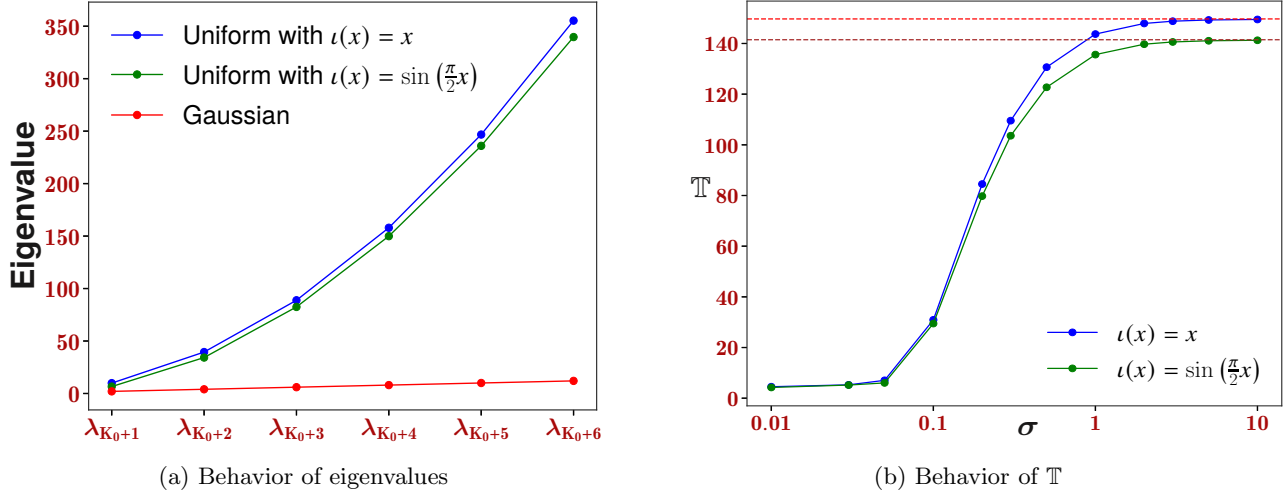 Eigenvalue
350
300
250
200
150
100
50
0
Uniform with ι(x) = x
Uniform with ι(x) = sin (π/2 x)
Gaussian
λK₀+1 λK₀+2 λK₀+3 λK₀+4 λK₀+5 λK₀+6
(a) Behavior of eigenvalues
𝕋
140
120
100
80
60
40
20
0
ι(x) = x
ι(x) = sin (π/2 x)
0.01 0.1 1 10
σ
(b) Behavior of 𝕋